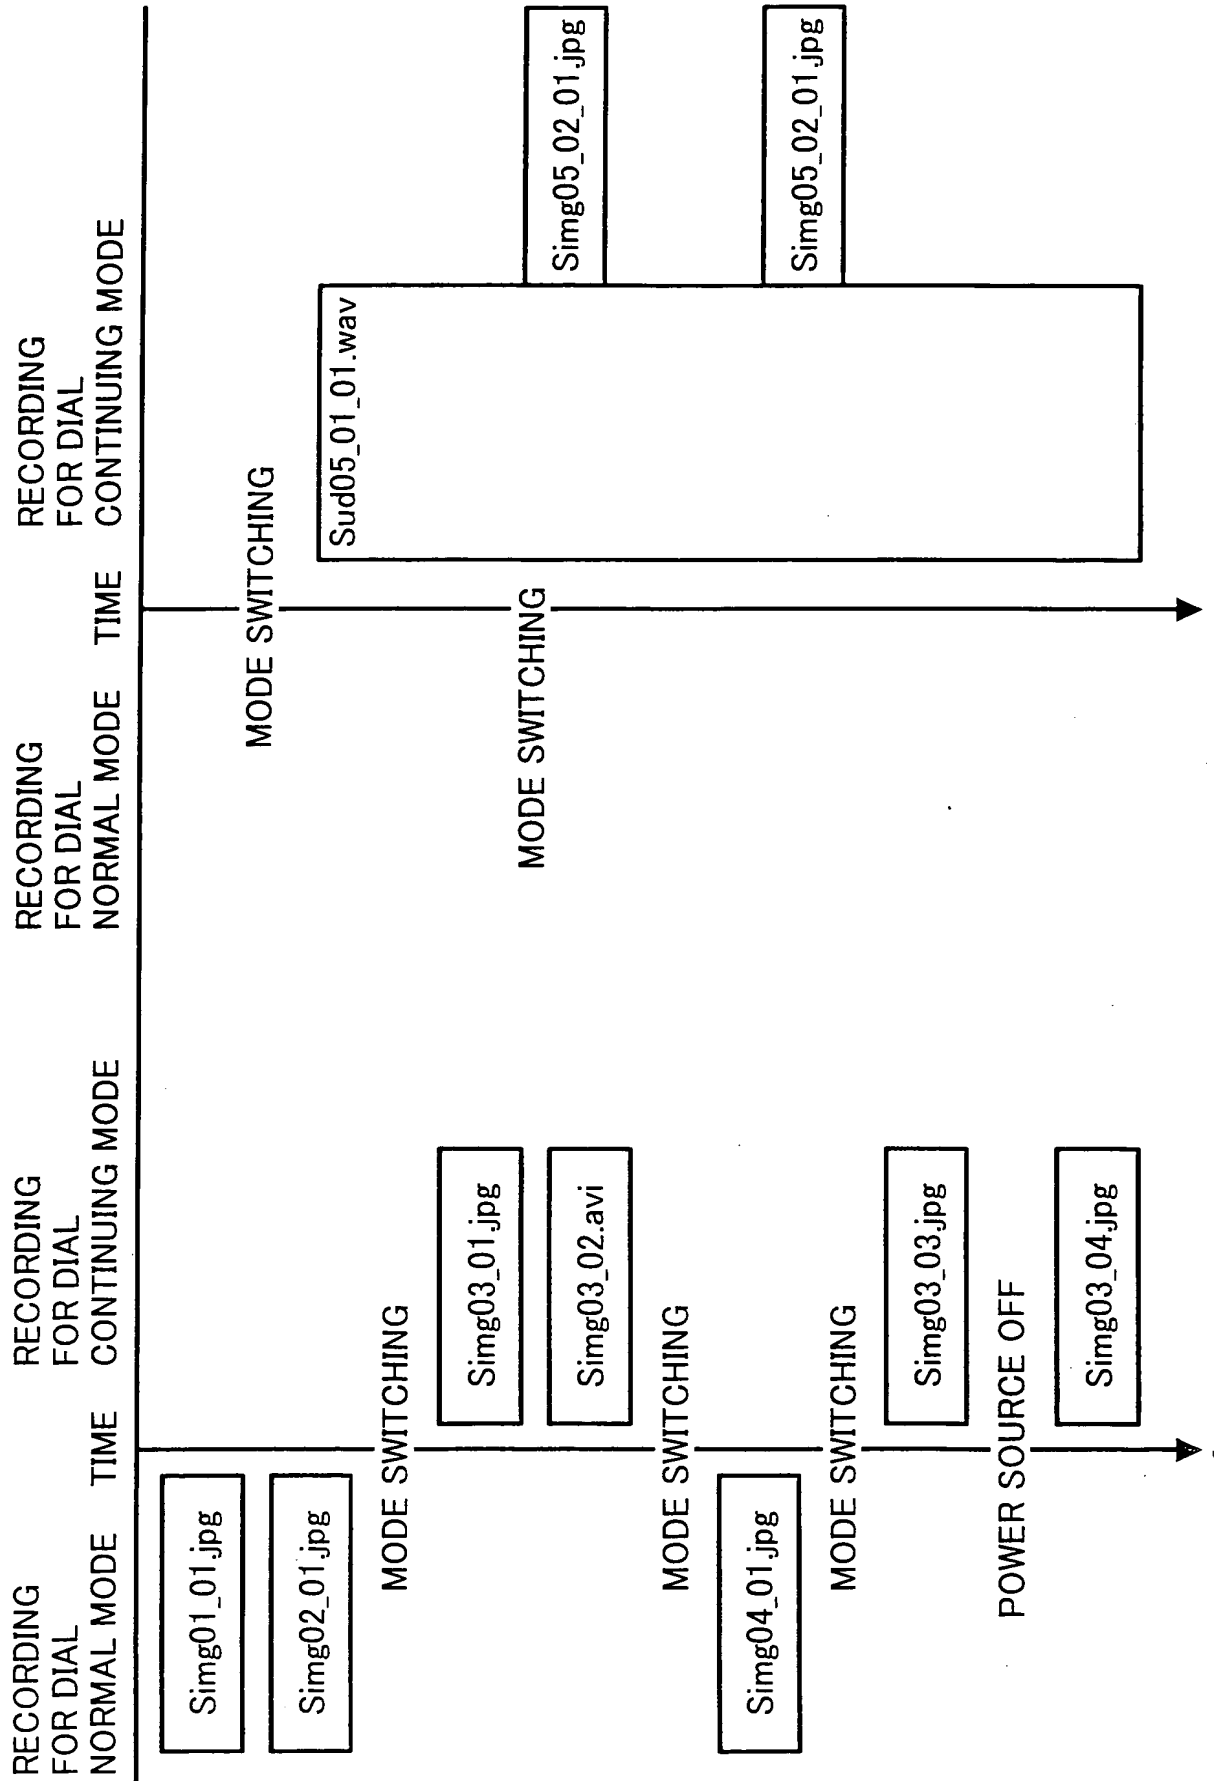 RECORDING
FOR DIAL
NORMAL MODE
TIME
RECORDING
FOR DIAL
CONTINUING MODE
Simg01_01.jpg
Simg02_01.jpg
MODE SWITCHING
Simg03_01.jpg
Simg03_02.avi
MODE SWITCHING
Simg04_01.jpg
MODE SWITCHING
Simg03_03.jpg
POWER SOURCE OFF
Simg03_04.jpg
RECORDING
FOR DIAL
NORMAL MODE
TIME
RECORDING
FOR DIAL
CONTINUING MODE
MODE SWITCHING
Sud05_01_01.wav
MODE SWITCHING
Simg05_02_01.jpg
Simg05_02_01.jpg